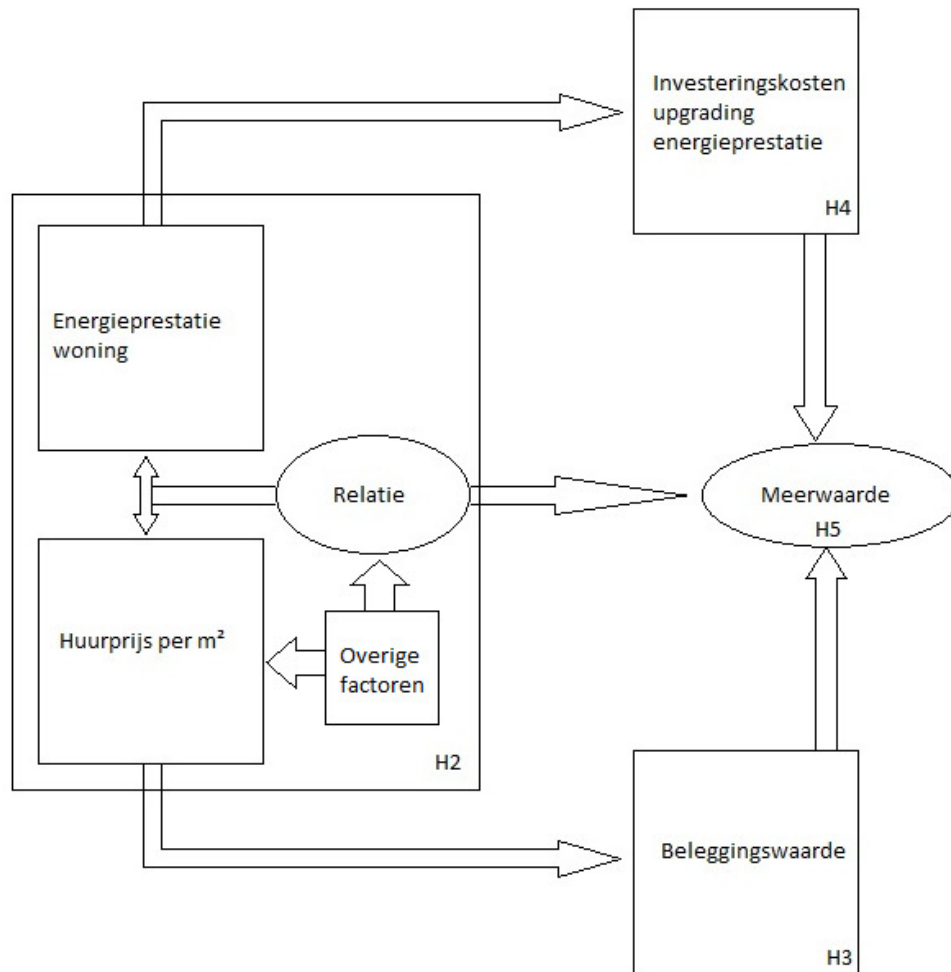 Investeringskosten
upgrading
energieprestatie
H4
Energieprestatie
woning
Relatie
Meerwaarde
H5
Huurprijs per m²
Overige
factoren
H2
Beleggingswaarde
H3